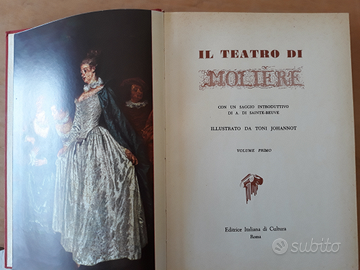 IL TEATRO DI
MOLIÈRE
CON UN SAGGIO INTRODUTTIVO
DI A. DI SAINTE-BEUVE
ILLUSTRATO DA TONI JOHANNOT
VOLUME PRIMO
Editrice Italiana di Cultura
Roma
subito